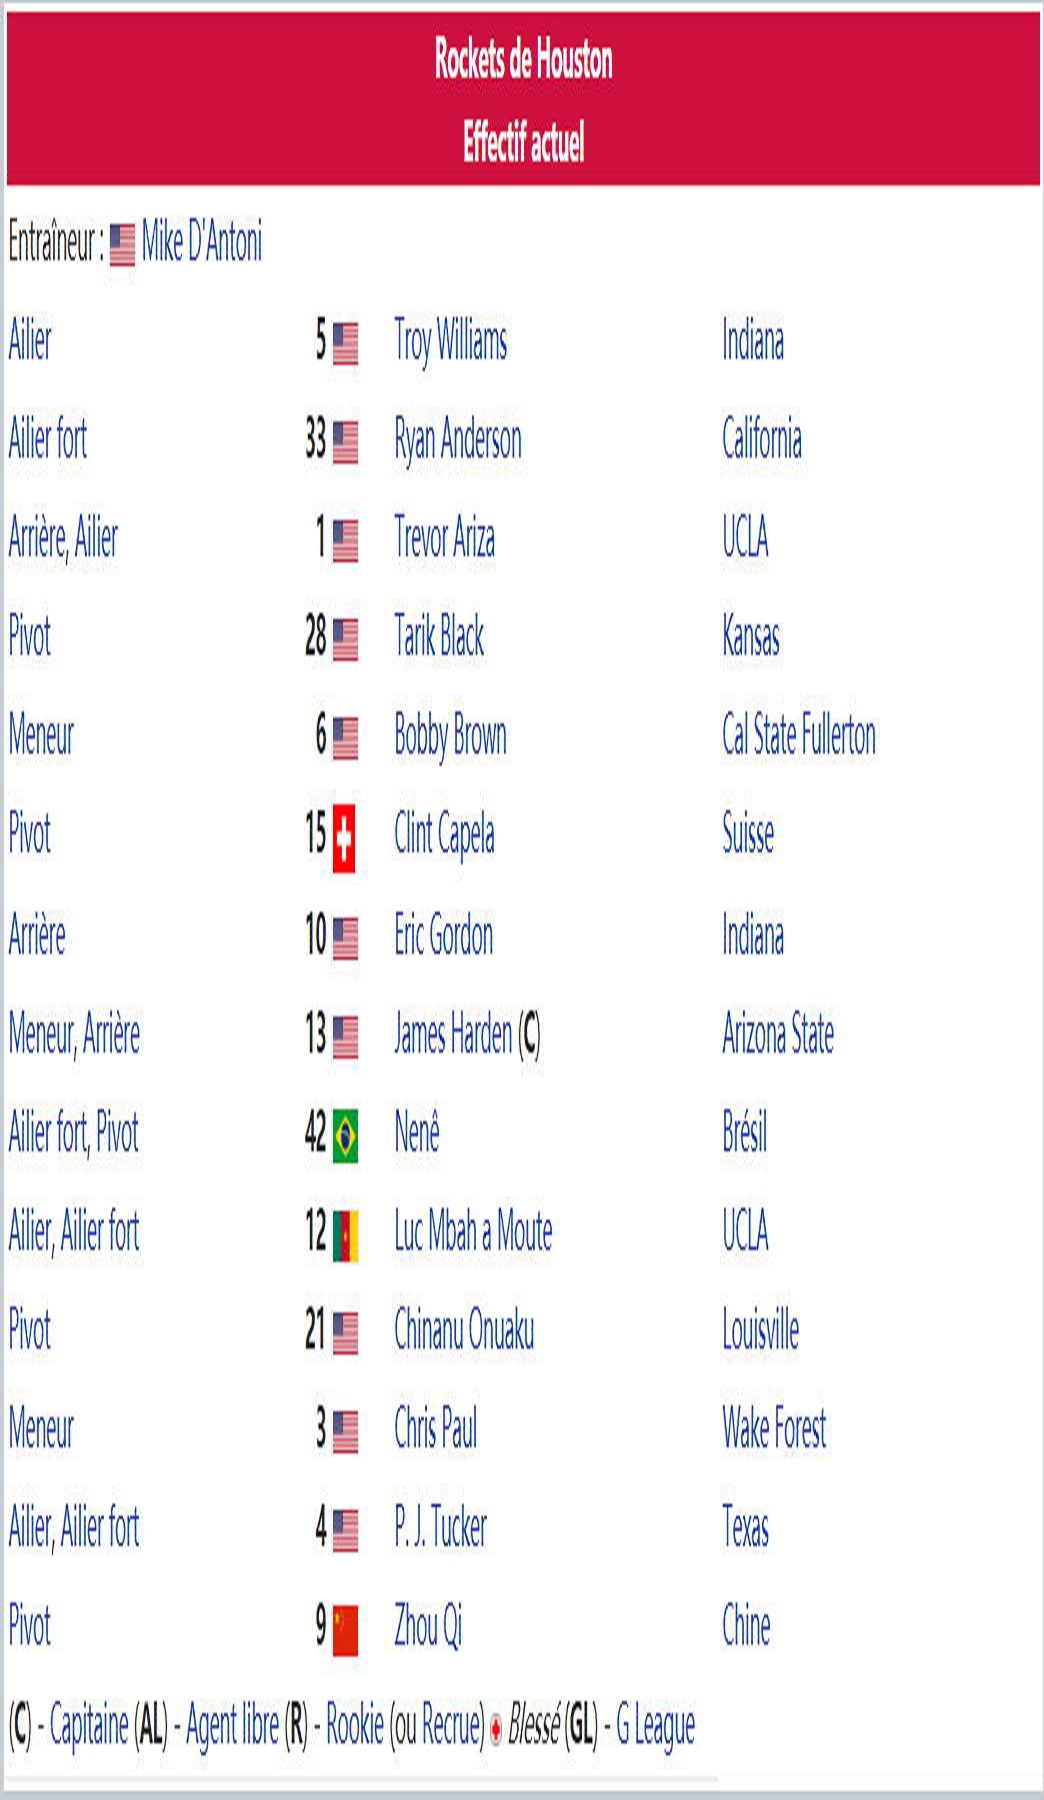 Rockets de Houston
Effectif actuel
Entraîneur : Mike D'Antoni
Ailier 5 Troy Williams Indiana
Ailier fort 33 Ryan Anderson California
Arrière, Ailier 1 Trevor Ariza UCLA
Pivot 28 Tarik Black Kansas
Meneur 6 Bobby Brown Cal State Fullerton
Pivot 15 Clint Capela Suisse
Arrière 10 Eric Gordon Indiana
Meneur, Arrière 13 James Harden (C) Arizona State
Ailier fort, Pivot 42 Nenê Brésil
Ailier, Ailier fort 12 Luc Mbah a Moute UCLA
Pivot 21 Chinanu Onuaku Louisville
Meneur 3 Chris Paul Wake Forest
Ailier, Ailier fort 4 P. J. Tucker Texas
Pivot 9 Zhou Qi Chine
(C) - Capitaine (AL) - Agent libre (R) - Rookie (ou Recrue) Blessé (GL) - G League